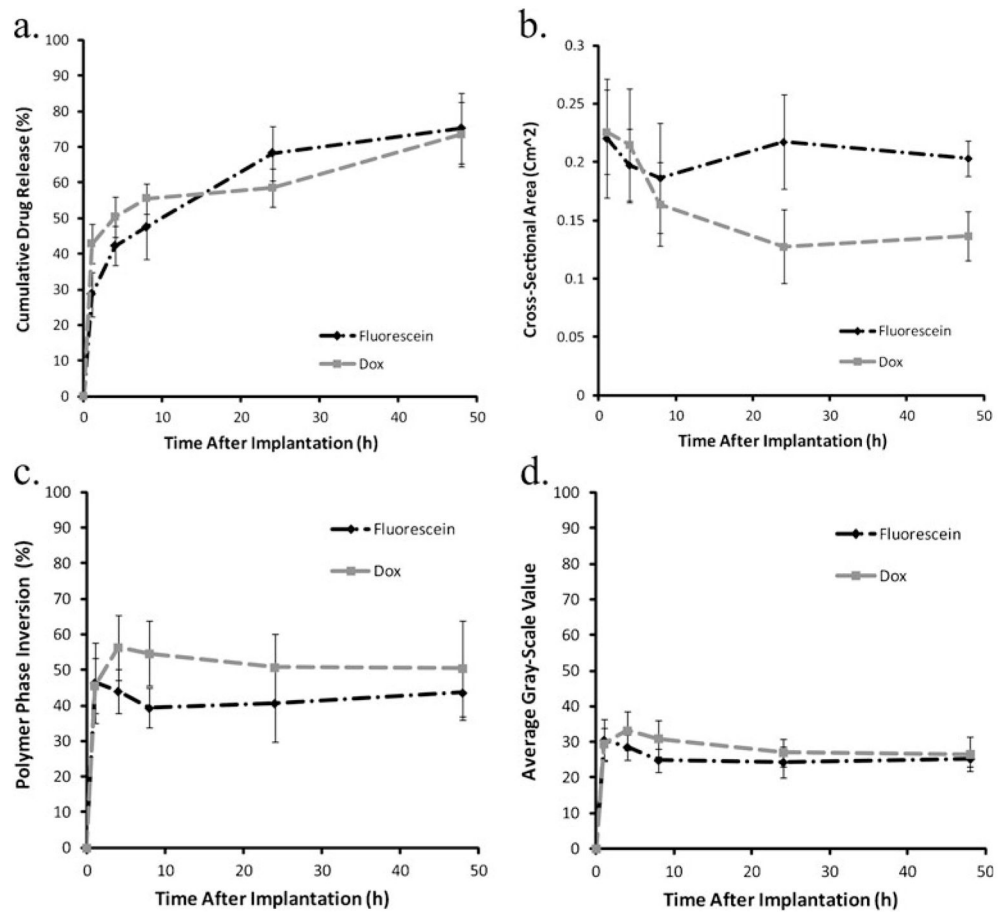 a.
Cumulative Drug Release (%)
100
90
80
70
60
50
40
30
20
10
0
0 10 20 30 40 50
Time After Implantation (h)
Fluorescein
Dox
b.
Cross-Sectional Area (Cm^2)
0.3
0.25
0.2
0.15
0.1
0.05
0
0 10 20 30 40 50
Time After Implantation (h)
Fluorescein
Dox
c.
Polymer Phase Inversion (%)
100
90
80
70
60
50
40
30
20
10
0
0 10 20 30 40 50
Time After Implantation (h)
Fluorescein
Dox
d.
Average Gray-Scale Value
100
90
80
70
60
50
40
30
20
10
0
0 10 20 30 40 50
Time After Implantation (h)
Fluorescein
Dox